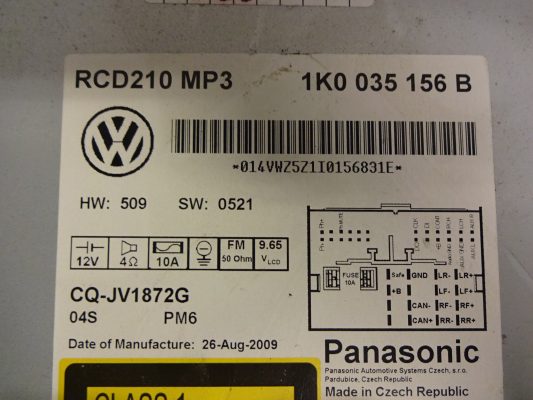 RCD210 MP3 1K0 035 156 B
*014VWZ5Z1I0156831E*
HW: 509 SW: 0521
12V 4Ω 10A FM 50 Ohm 9.65 VLCD
FUSE 10A
Safe GND LR- LR+
+B LF- LF+
CAN- RF- RF+
CAN+ RR- RR+
CQ-JV1872G
04S PM6
Date of Manufacture: 26-Aug-2009
Panasonic
Panasonic Automotive Systems Czech, s.r.o.
Pardubice, Czech Republic
Made in Czech Republic
CLASS 1